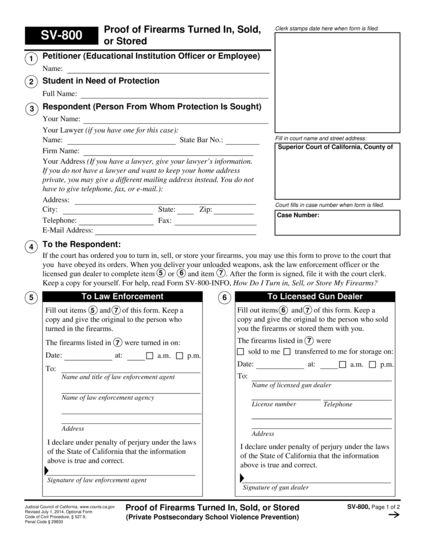 SV-800
Proof of Firearms Turned In, Sold, or Stored
Clerk stamps date here when form is filed.
1 Petitioner (Educational Institution Officer or Employee)
Name:
2 Student in Need of Protection
Full Name:
3 Respondent (Person From Whom Protection Is Sought)
Your Name:
Your Lawyer (if you have one for this case):
Name: State Bar No.:
Firm Name:
Your Address (If you have a lawyer, give your lawyer's information.
If you do not have a lawyer and want to keep your home address
private, you may give a different mailing address instead. You do not
have to give telephone, fax, or e-mail.):
Address:
City: State: Zip:
Telephone: Fax:
E-Mail Address:
Fill in court name and street address:
Superior Court of California, County of
Court fills in case number when form is filed.
Case Number:
4 To the Respondent:
If the court has ordered you to turn in, sell, or store your firearms, you may use this form to prove to the court that
you have obeyed its orders. When you deliver your unloaded weapons, ask the law enforcement officer or the
licensed gun dealer to complete item 5 or 6 and item 7. After the form is signed, file it with the court clerk.
Keep a copy for yourself. For help, read Form SV-800-INFO, How Do I Turn in, Sell, or Store My Firearms?
5 To Law Enforcement
Fill out items 5 and 7 of this form. Keep a
copy and give the original to the person who
turned in the firearms.
The firearms listed in 7 were turned in on:
Date: at: a.m. p.m.
To:
Name and title of law enforcement agent
Name of law enforcement agency
Address
I declare under penalty of perjury under the laws
of the State of California that the information
above is true and correct.
Signature of law enforcement agent
6 To Licensed Gun Dealer
Fill out items 6 and 7 of this form. Keep a
copy and give the original to the person who sold
you the firearms or stored them with you.
The firearms listed in 7 were
sold to me transferred to me for storage on:
Date: at: a.m. p.m.
To:
Name of licensed gun dealer
License number Telephone
Address
I declare under penalty of perjury under the laws
of the State of California that the information
above is true and correct.
Signature of gun dealer
Judicial Council of California, www.courts.ca.gov
Revised July 1, 2014, Optional Form
Code of Civil Procedure, § 527.9,
Penal Code § 29830
Proof of Firearms Turned In, Sold, or Stored
(Private Postsecondary School Violence Prevention)
SV-800, Page 1 of 2